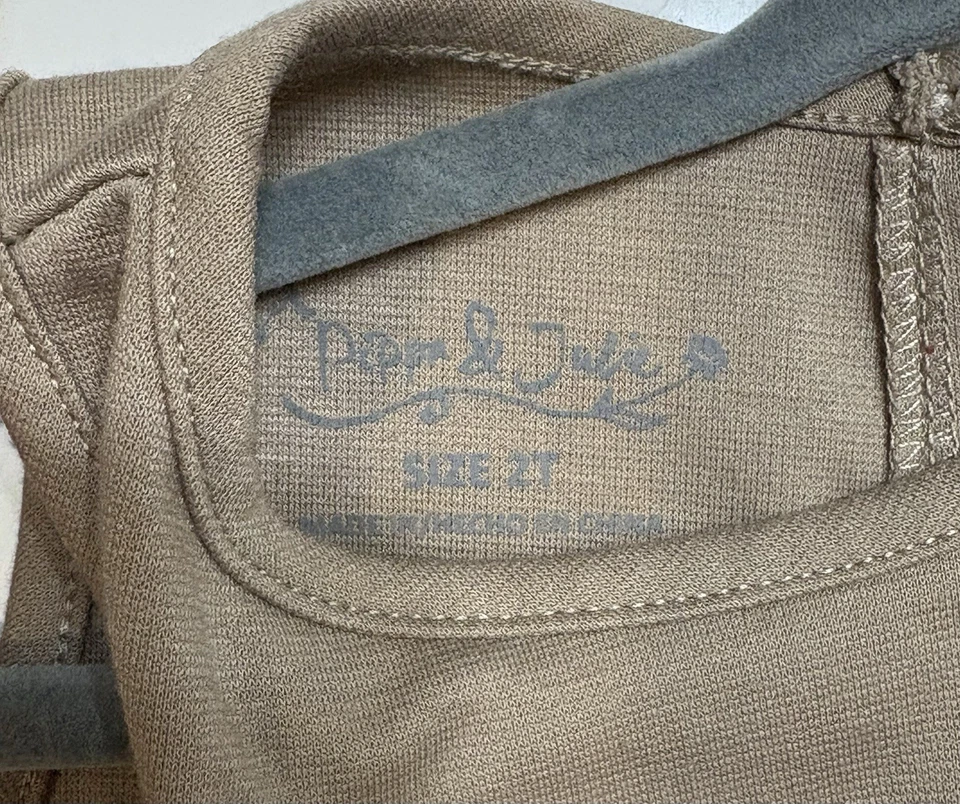 Pippa & Julie
SIZE 2T
MADE IN/HECHO EN CHINA